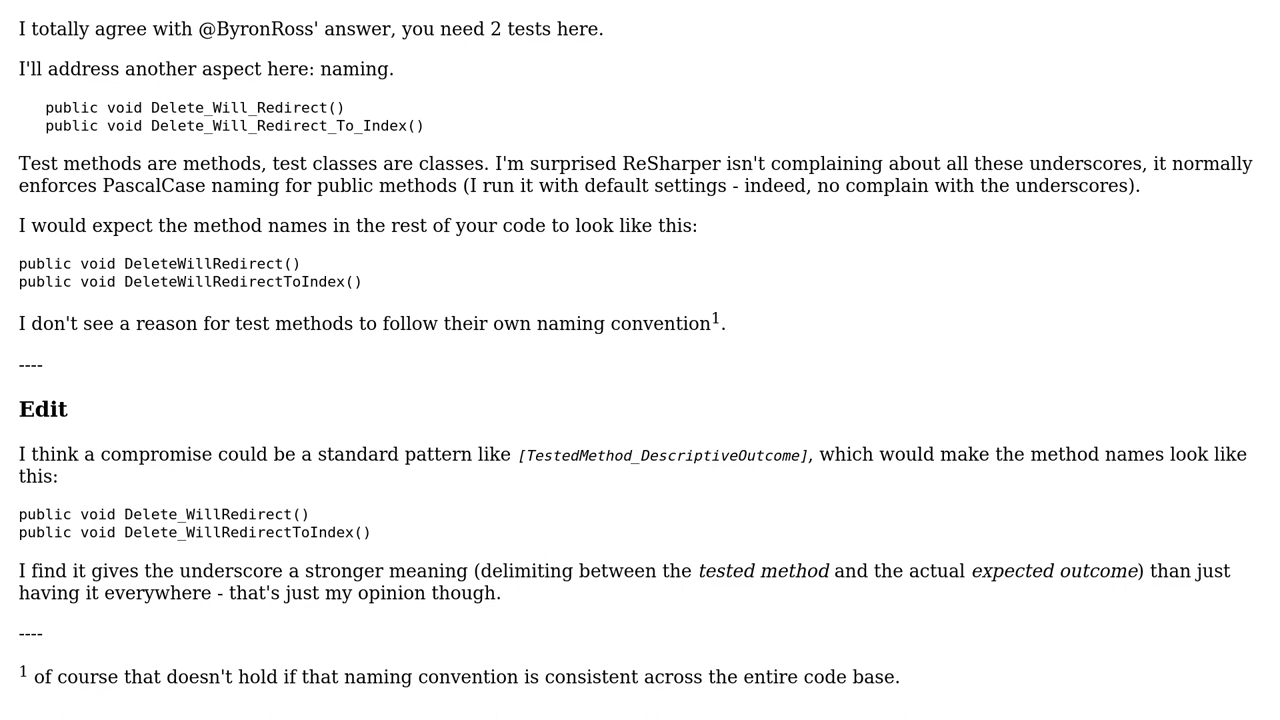 I totally agree with @ByronRoss' answer, you need 2 tests here.
I'll address another aspect here: naming.
public void Delete_Will_Redirect()
public void Delete_Will_Redirect_To_Index()
Test methods are methods, test classes are classes. I'm surprised ReSharper isn't complaining about all these underscores, it normally
enforces PascalCase naming for public methods (I run it with default settings - indeed, no complain with the underscores).
I would expect the method names in the rest of your code to look like this:
public void DeleteWillRedirect()
public void DeleteWillRedirectToIndex()
I don't see a reason for test methods to follow their own naming convention1.
----
Edit
I think a compromise could be a standard pattern like [TestedMethod_DescriptiveOutcome], which would make the method names look like
this:
public void Delete_WillRedirect()
public void Delete_WillRedirectToIndex()
I find it gives the underscore a stronger meaning (delimiting between the tested method and the actual expected outcome) than just
having it everywhere - that's just my opinion though.
----
1 of course that doesn't hold if that naming convention is consistent across the entire code base.